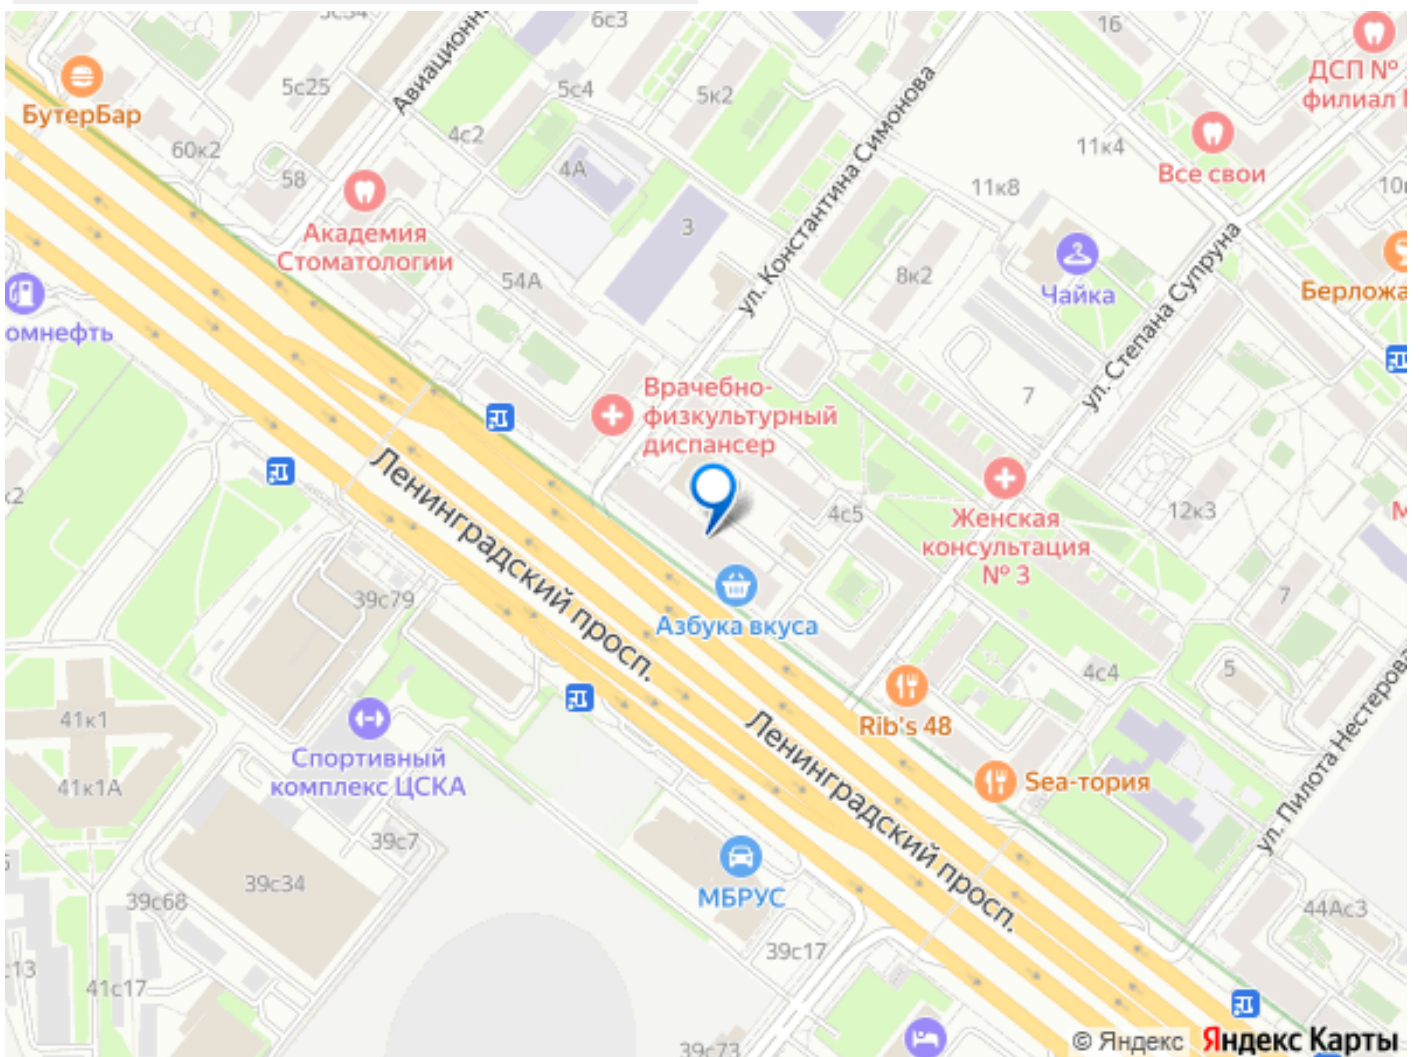 6с3
16
ДСП №
филиал
Авиационн
БутерБар
5с25
5с4
5к2
ул. Константина Симонова
60к2
4с2
11к4
Все свои
58
4А
11к8
10
Академия
Стоматологии
3
54А
8к2
Чайка
ул. Степана Супруна
Берложа
омнефть
Врачебно-
физкультурный
диспансер
7
Ленинградский просп.
4с5
Женская
консультация
№ 3
12к3
39с79
Азбука вкуса
7
41к1
4с4
5
Rib's 48
Ленинградский просп.
Спортивный
комплекс ЦСКА
41к1А
Sea-тория
ул. Пилота Нестерова
39с7
39с34
МБРУС
39с68
44Ас3
39с17
13
41с17
39с73
© Яндекс Яндекс Карты